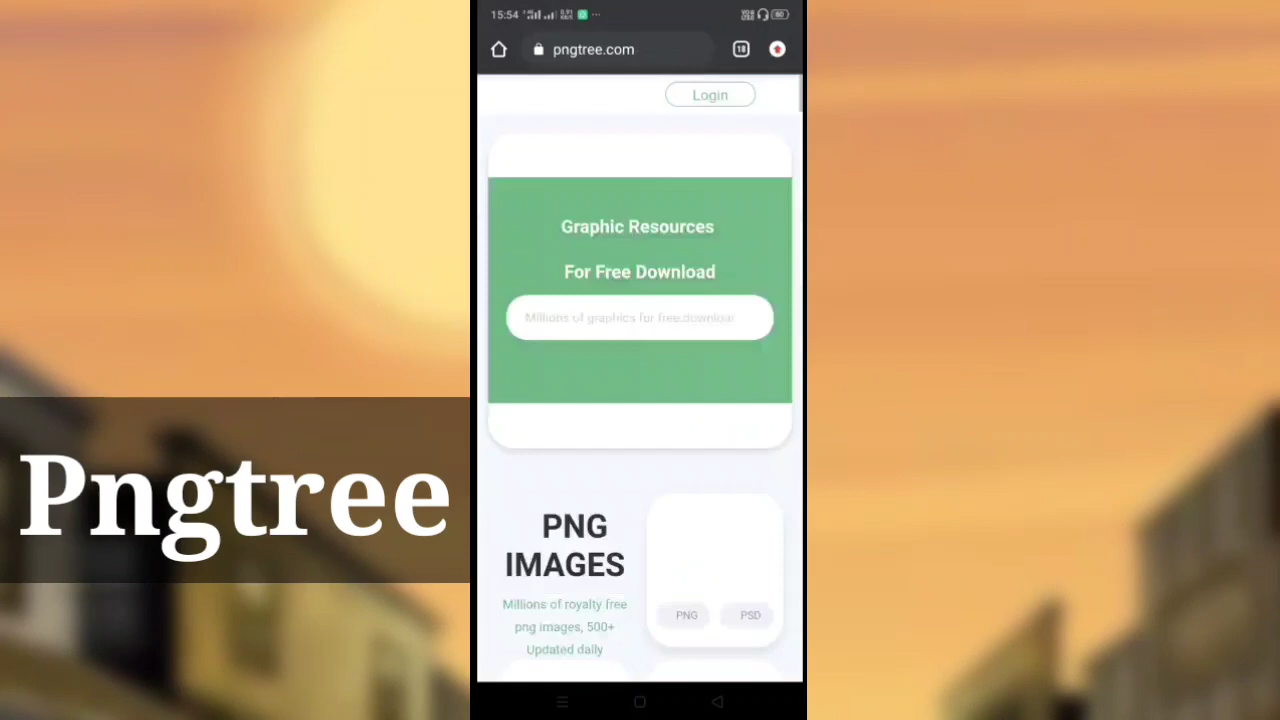 15:54
pngtree.com
18
Login
Graphic Resources
For Free Download
Millions of graphics for free download
PNG
IMAGES
Millions of royalty free
png images, 500+
Updated daily
PNG
PSD
Pngtree